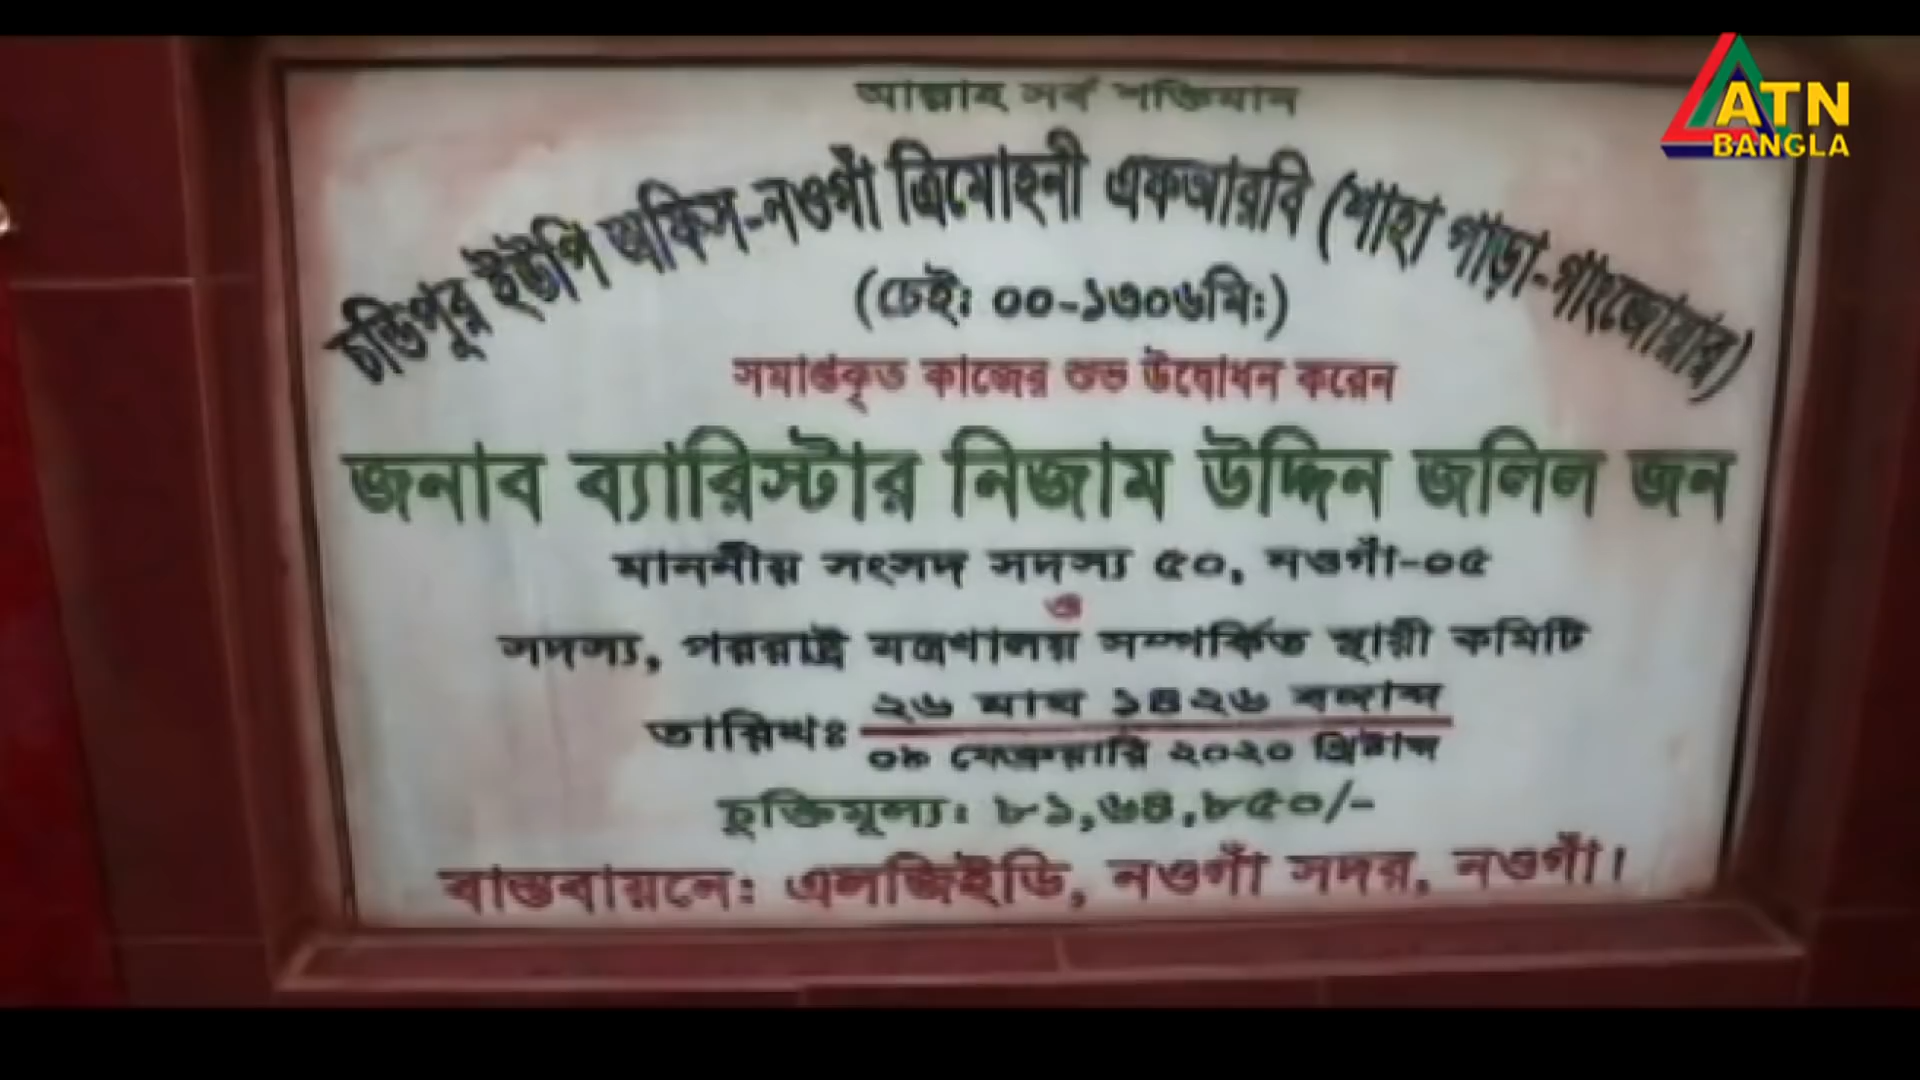 আল্লাহ সর্ব শক্তিমান
চন্ডিপুর ইউপি অফিস-নওগাঁ ত্রিমোহনী এফআরবি (শাহা পাড়া-গাংজোয়ার)
(চেই: ০০-১৩০৬মি:)
সমাপ্তকৃত কাজের শুভ উদ্বোধন করেন
জনাব ব্যারিস্টার নিজাম উদ্দিন জলিল জন
মাননীয় সংসদ সদস্য ৫০, নওগাঁ-০৫
ও
সদস্য, পররাষ্ট্র মন্ত্রণালয় সম্পর্কিত স্থায়ী কমিটি
তারিখঃ ২৬ মাঘ ১৪২৬ বঙ্গাব্দ
০৯ ফেব্রুয়ারি ২০২০ খ্রিষ্টাব্দ
চুক্তিমূল্য: ৮১,৬৪,৮৫০/-
বাস্তবায়নে: এলজিইডি, নওগাঁ সদর, নওগাঁ।
ATN
BANGLA